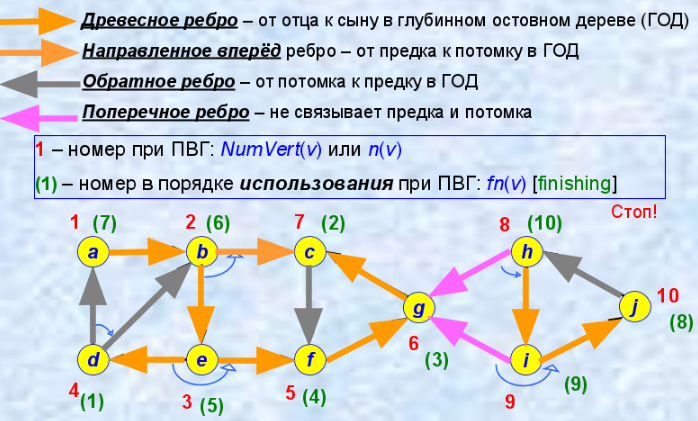 Древесное ребро – от отца к сыну в глубинном остовном дереве (ГОД)
Направленное вперёд ребро – от предка к потомку в ГОД
Обратное ребро – от потомка к предку в ГОД
Поперечное ребро – не связывает предка и потомка
1 – номер при ПВГ: NumVert(v) или n(v)
(1) – номер в порядке использования при ПВГ: fn(v) [finishing]
Стоп!
1 (7) 2 (6) 7 (2) 8 (10)
a b c h
g j 10
6 (3) (8)
d e f i
4 (1) 3 (5) 5 (4) 9 (9)